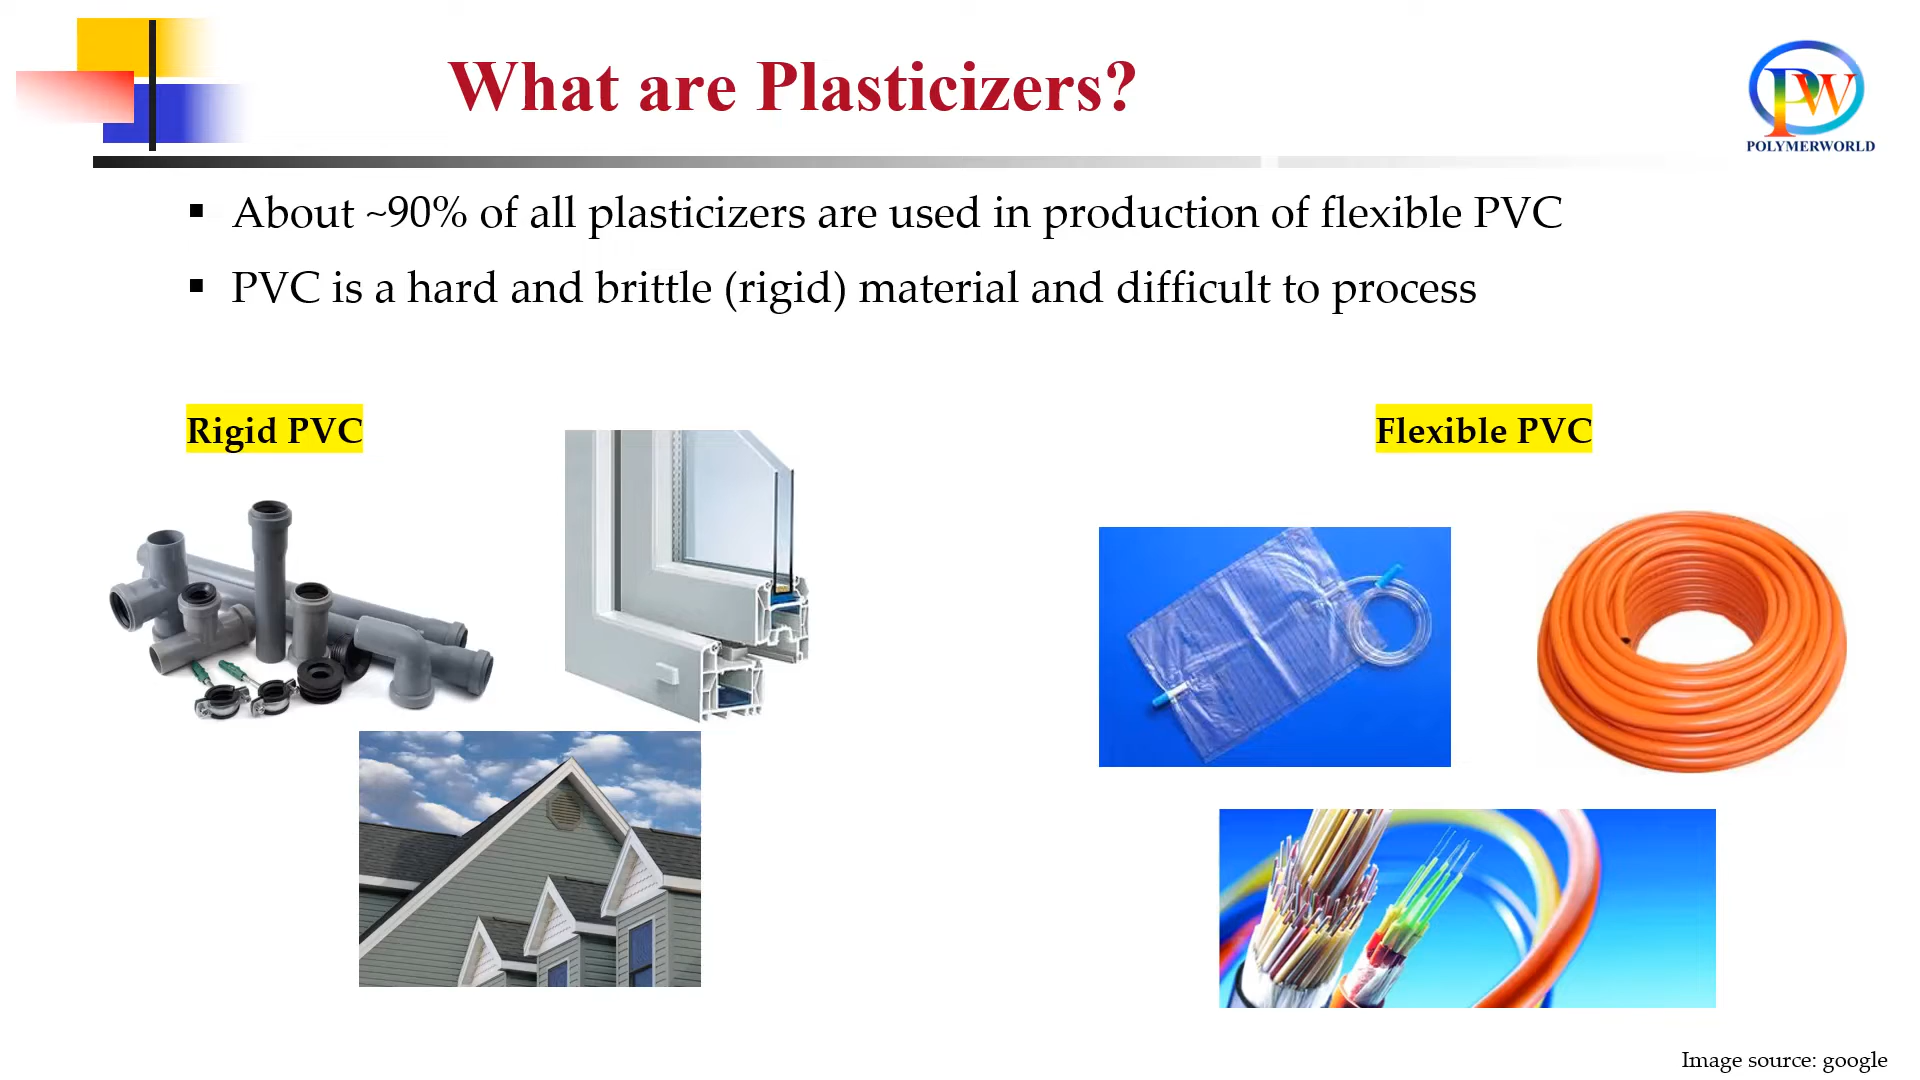 What are Plasticizers?
PW
POLYMERWORLD
▪ About ~90% of all plasticizers are used in production of flexible PVC
▪ PVC is a hard and brittle (rigid) material and difficult to process
Rigid PVC
Flexible PVC
Image source: google